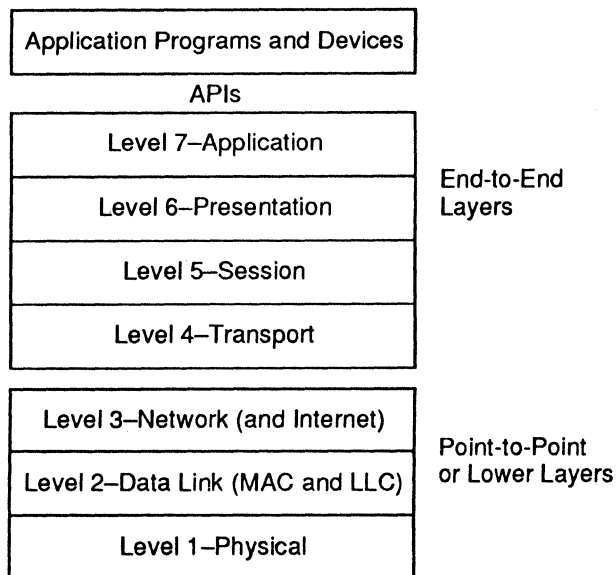 Application Programs and Devices
APIs
Level 7–Application
Level 6–Presentation
Level 5–Session
Level 4–Transport
End-to-End
Layers
Level 3–Network (and Internet)
Level 2–Data Link (MAC and LLC)
Level 1–Physical
Point-to-Point
or Lower Layers